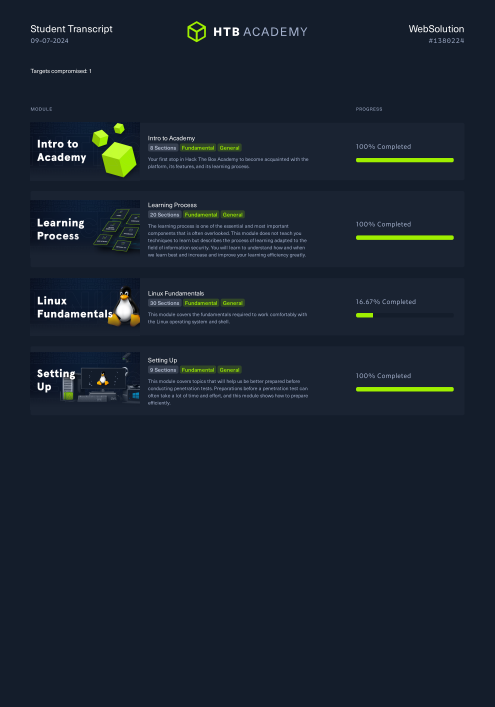 Student Transcript
09-07-2024
HTB ACADEMY
WebSolution
#1380224
Targets compromised: 1
MODULE
PROGRESS
Intro to
Academy
Intro to Academy
8 Sections Fundamental General
Your first stop in Hack The Box Academy to become acquainted with the
platform, its features, and its learning process.
100% Completed
Learning
Process
Learning Process
20 Sections Fundamental General
The learning process is one of the essential and most important
components that is often overlooked. This module does not teach you
techniques to learn but describes the process of learning adapted to the
field of information security. You will learn to understand how and when
we learn best and increase and improve your learning efficiency greatly.
100% Completed
Linux
Fundamentals
Linux Fundamentals
30 Sections Fundamental General
This module covers the fundamentals required to work comfortably with
the Linux operating system and shell.
16.67% Completed
Setting
Up
Setting Up
9 Sections Fundamental General
This module covers topics that will help us be better prepared before
conducting penetration tests. Preparations before a penetration test can
often take a lot of time and effort, and this module shows how to prepare
efficiently.
100% Completed